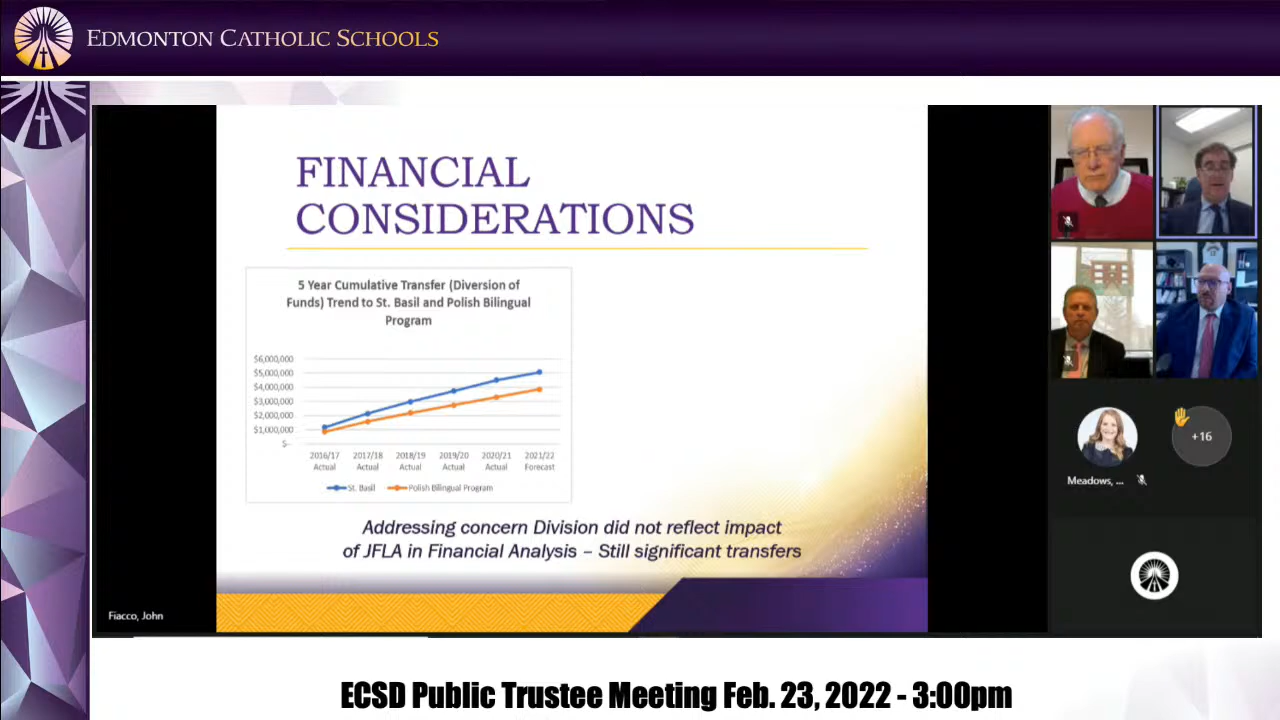 EDMONTON CATHOLIC SCHOOLS
FINANCIAL
CONSIDERATIONS
5 Year Cumulative Transfer (Diversion of
Funds) Trend to St. Basil and Polish Bilingual
Program
$6,000,000
$5,000,000
$4,000,000
$3,000,000
$2,000,000
$1,000,000
$-
2016/17 2017/18 2018/19 2019/20 2020/21 2021/22
Actual Actual Actual Actual Actual Forecast
St. Basil Polish Bilingual Program
Addressing concern Division did not reflect impact
of JFLA in Financial Analysis – Still significant transfers
Fiacco, John
+16
Meadows, ...
ECSD Public Trustee Meeting Feb. 23, 2022 - 3:00pm